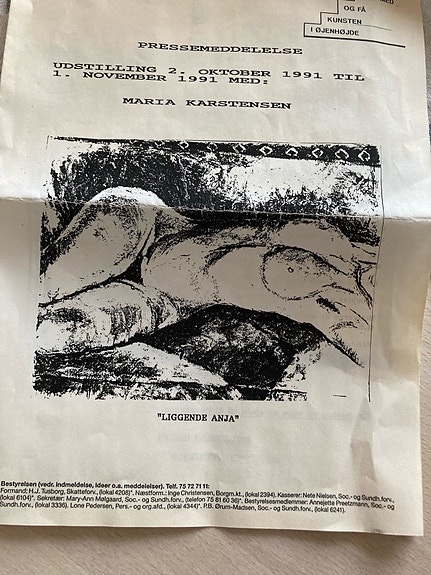 OG FÅ
KUNSTEN
I ØJENHØJDE
PRESSEMEDDELELSE
UDSTILLING 2. OKTOBER 1991 TIL
1. NOVEMBER 1991 MED:
MARIA KARSTENSEN
"LIGGENDE ANJA"
Bestyrelsen (vedr. indmeldelse, ideer o.a. meddelelser). Telf. 75 72 71 11:
Formand: H.J. Tusborg, Skatteforv., (lokal 4208)*. Næstform.: Inge Christensen, Borgm.kt., (lokal 2394). Kasserer: Nete Nielsen, Soc.- og Sundh.forv.,
(lokal 6104)*. Sekretær: Mary-Ann Mølgaard, Soc.- og Sundh.forv., (telefon 75 81 60 36)*. Bestyrelsesmedlemmer: Annejette Preetzmann, Soc.- og
Sundh.forv., (lokal 3336). Lone Pedersen, Pers.- og org.afd., (lokal 4344)*. P.B. Ørum-Madsen, Soc.- og Sundh.forv., (lokal 6241).